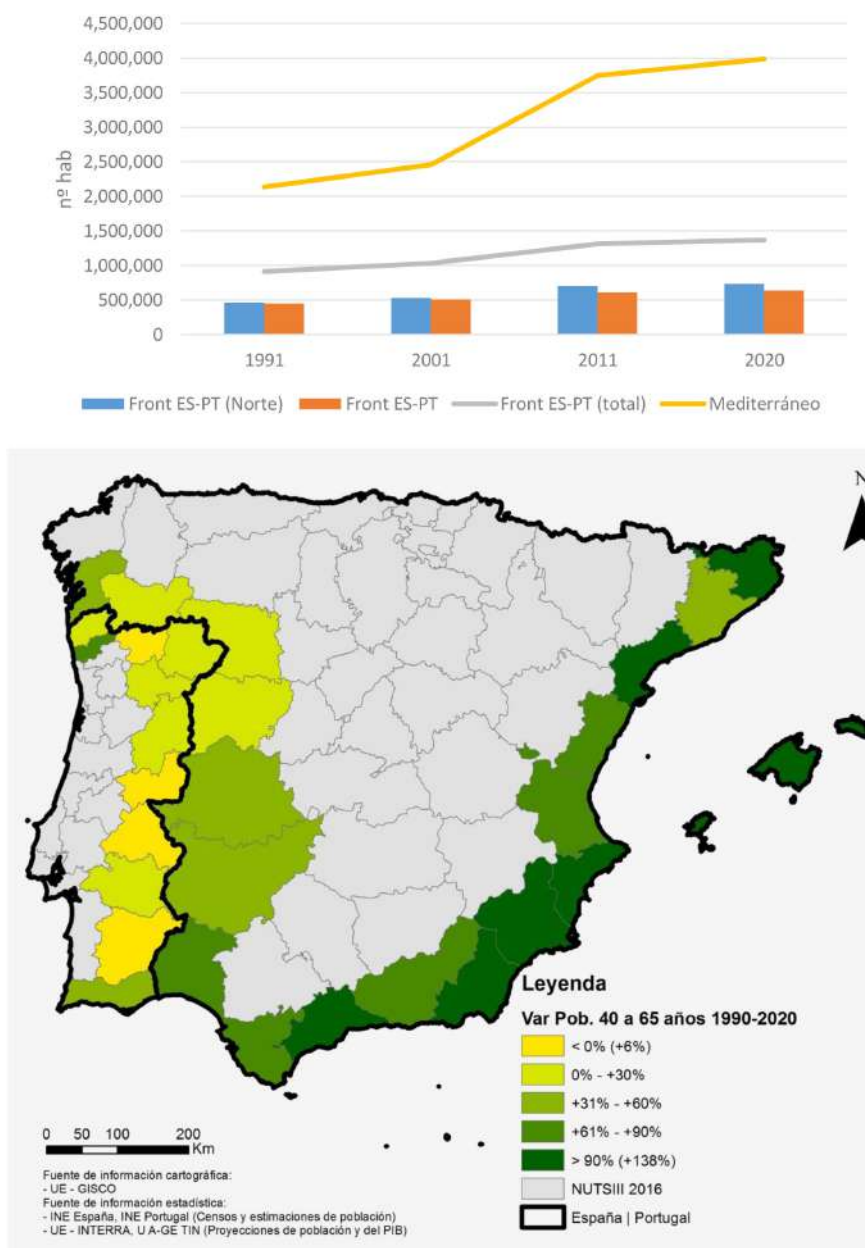 4,500,000
4,000,000
3,500,000
3,000,000
2,500,000
2,000,000
1,500,000
1,000,000
500,000
0
nº hab
1991 2001 2011 2020
Front ES-PT (Norte) Front ES-PT Front ES-PT (total) Mediterráneo
N
Leyenda
Var Pob. 40 a 65 años 1990-2020
< 0% (+6%)
0% - +30%
+31% - +60%
+61% - +90%
> 90% (+138%)
NUTSIII 2016
España | Portugal
0 50 100 200
Km
Fuente de información cartográfica:
- UE - GISCO
Fuente de información estadística:
- INE España, INE Portugal (Censos y estimaciones de población)
- UE - INTERRA, U A-GE TIN (Proyecciones de población y del PIB)